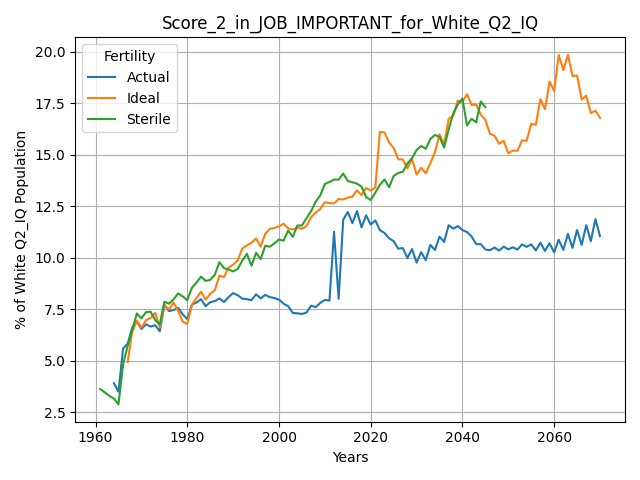 Score_2_in_JOB_IMPORTANT_for_White_Q2_IQ
Fertility
Actual
Ideal
Sterile
% of White Q2_IQ Population
20.0
17.5
15.0
12.5
10.0
7.5
5.0
2.5
1960
1980
2000
2020
2040
2060
Years